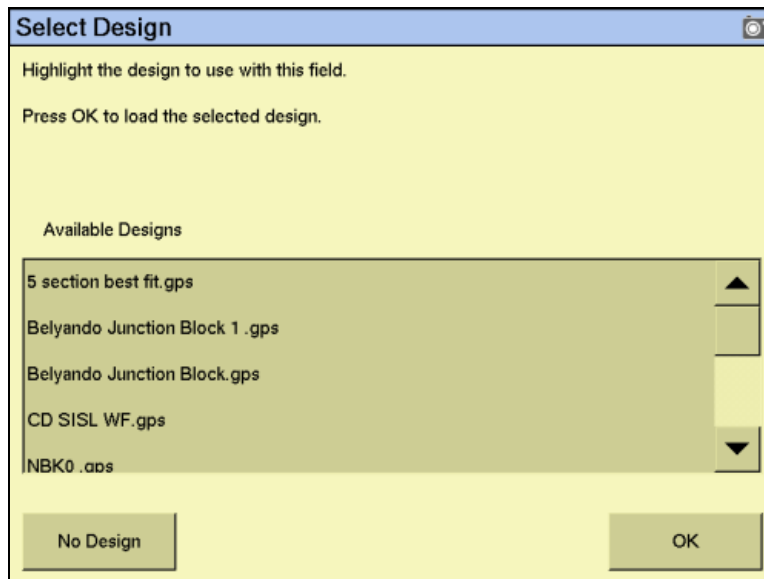 Select Design
Highlight the design to use with this field.
Press OK to load the selected design.
Available Designs
5 section best fit.gps
Belyando Junction Block 1 .gps
Belyando Junction Block.gps
CD SISL WF.gps
NBK0 .gps
No Design
OK